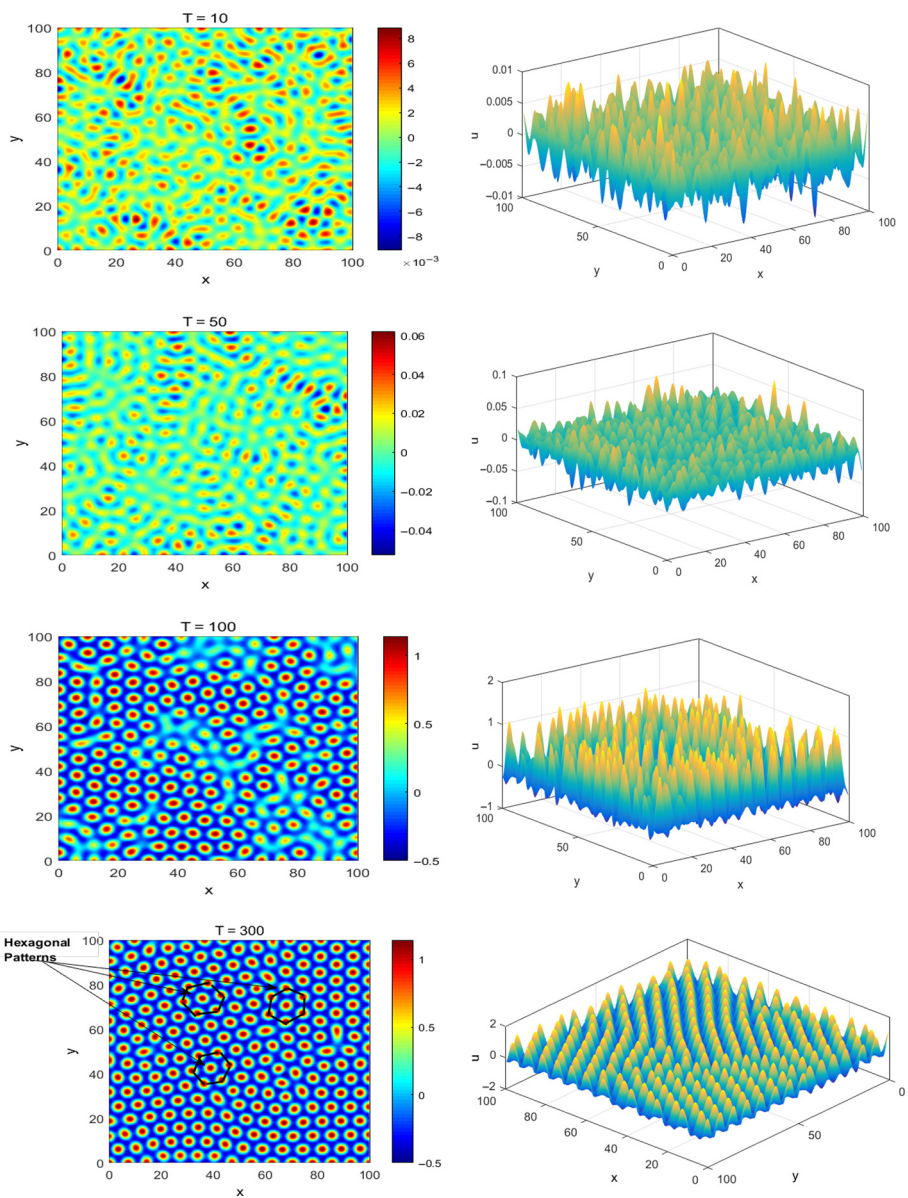 T = 10
100
80
60
40
20
0
y
0 20 40 60 80 100
x
8
6
4
2
0
−2
−4
−6
−8
×10⁻³
0.01
0.005
0
−0.005
−0.01
u
100
50
0
y
0 20 40 60 80 100
x
T = 50
100
80
60
40
20
0
y
0 20 40 60 80 100
x
0.06
0.04
0.02
0
−0.02
−0.04
0.1
0.05
0
−0.05
−0.1
u
100
50
0
y
0 20 40 60 80 100
x
T = 100
100
80
60
40
20
0
y
0 20 40 60 80 100
x
1
0.5
0
−0.5
2
1
0
−1
u
100
50
0
y
0 20 40 60 80 100
x
T = 300
Hexagonal
Patterns
100
80
60
40
20
0
y
0 20 40 60 80 100
x
1
0.5
0
−0.5
2
0
−2
u
100 80 60 40 20 0
x
0
50
100
y